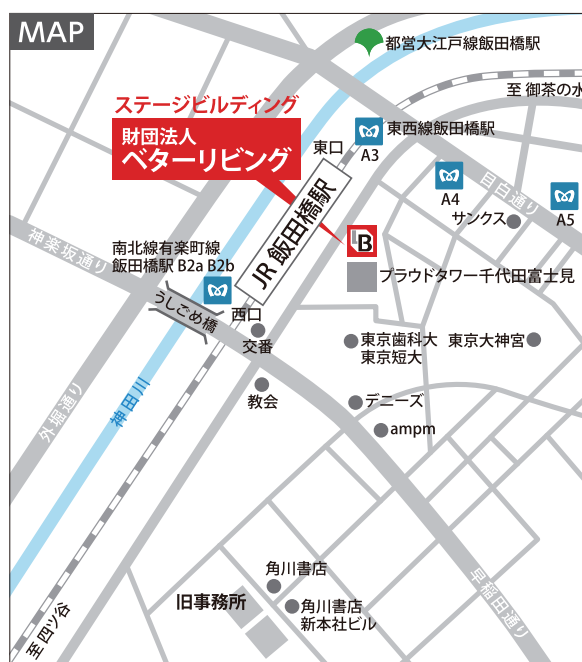 MAP
都営大江戸線飯田橋駅
至 御茶の水
ステージビルディング
財団法人
ベターリビング
東口
東西線飯田橋駅
A3
A4
目白通り
A5
サンクス
JR 飯田橋駅
B
プラウドタワー千代田富士見
神楽坂通り
南北線有楽町線
飯田橋駅 B2a B2b
うしごめ橋
西口
交番
東京歯科大
東京短大
東京大神宮
外堀通り
神田川
教会
デニーズ
ampm
早稲田通り
角川書店
旧事務所
角川書店
新本社ビル
至 四ツ谷